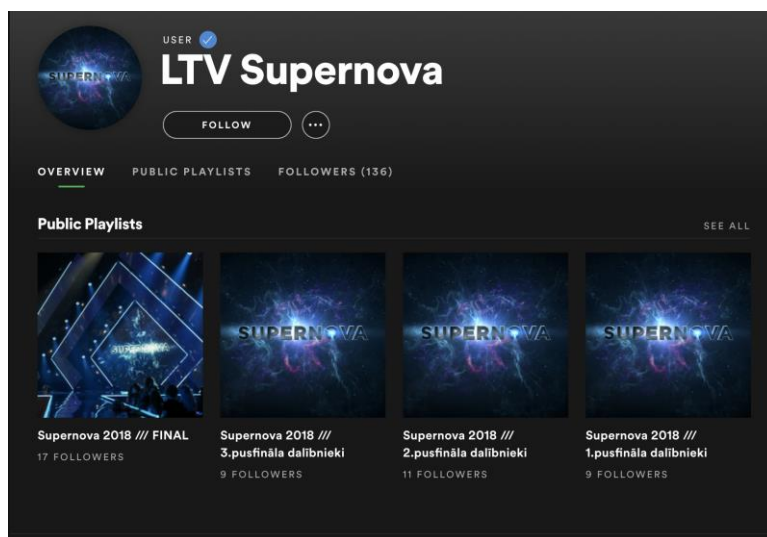 SUPERNOVA
USER
LTV Supernova
FOLLOW
OVERVIEW PUBLIC PLAYLISTS FOLLOWERS (136)
Public Playlists
SEE ALL
SUPERNOVA
SUPERNOVA
SUPERNOVA
SUPERNOVA
Supernova 2018 /// FINAL
17 FOLLOWERS
Supernova 2018 ///
3.pusfināla dalībnieki
9 FOLLOWERS
Supernova 2018 ///
2.pusfināla dalībnieki
11 FOLLOWERS
Supernova 2018 ///
1.pusfināla dalībnieki
9 FOLLOWERS